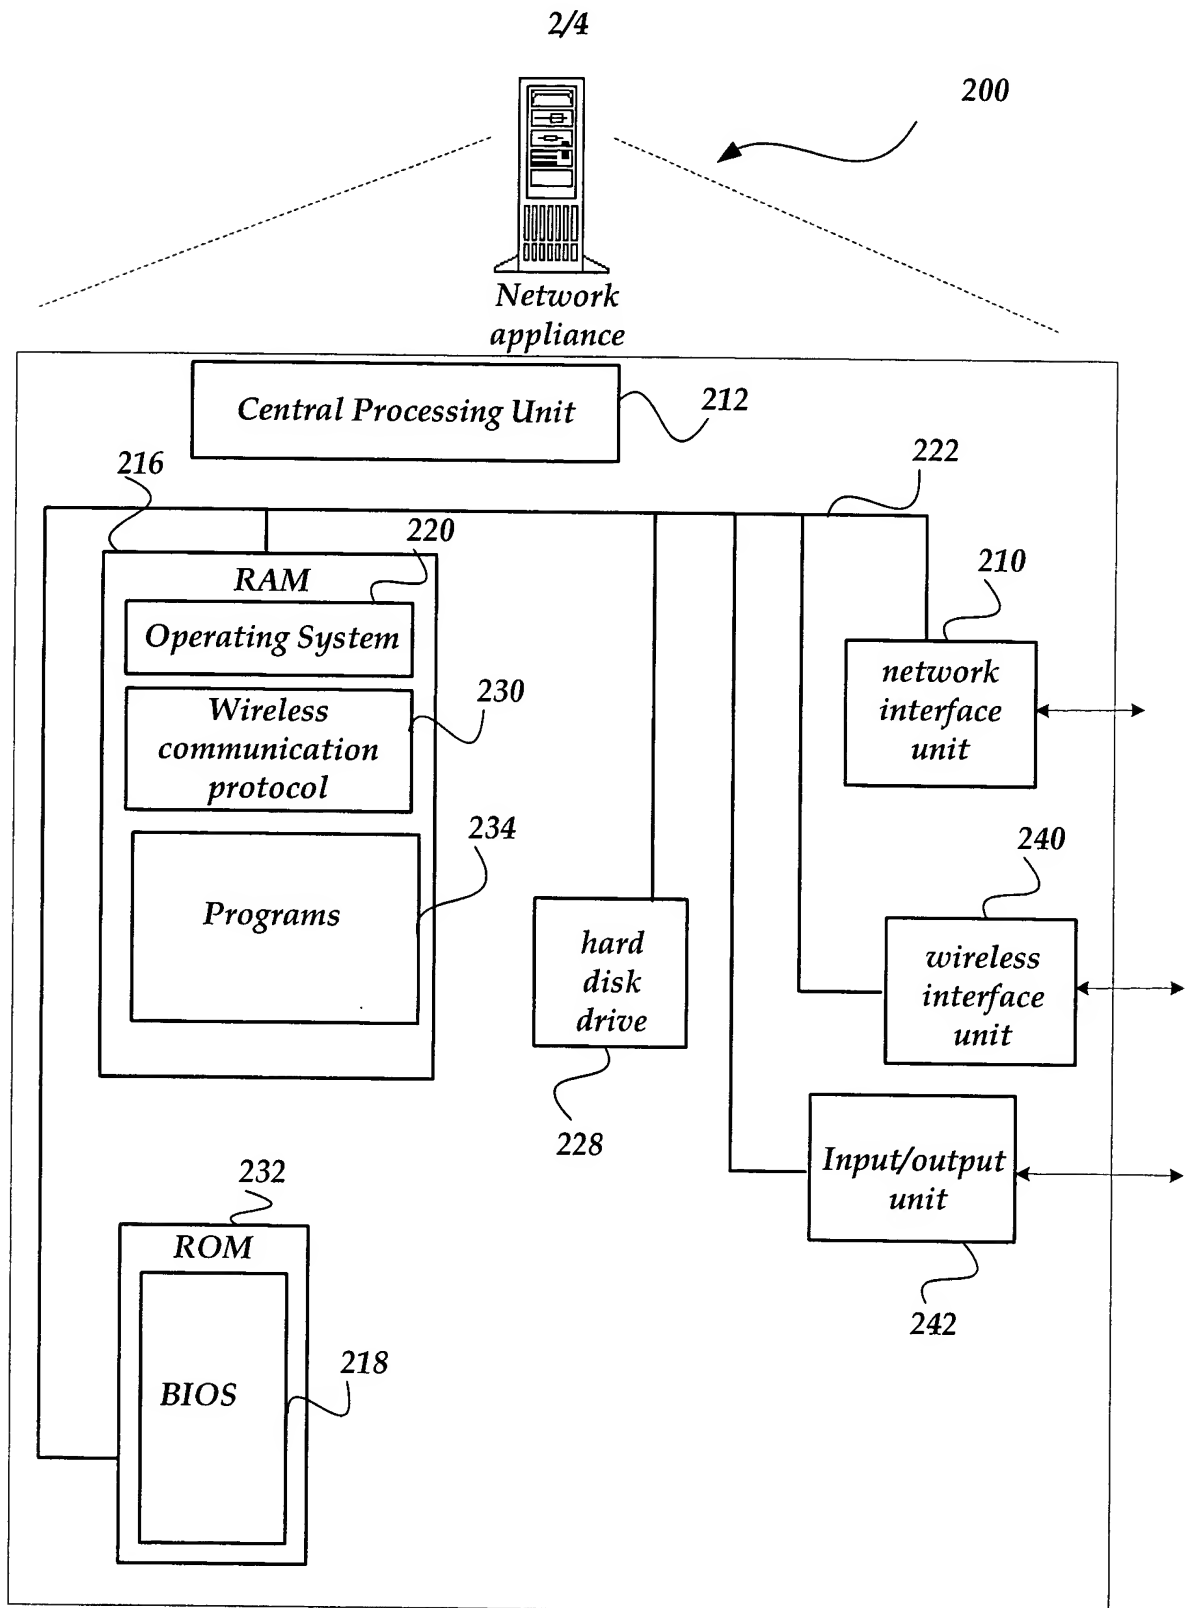 2/4
200
Network
appliance
Central Processing Unit
212
216
222
220
RAM
210
Operating System
network
interface
unit
Wireless
communication
protocol
230
234
240
Programs
hard
disk
drive
wireless
interface
unit
228
Input/output
unit
232
ROM
242
218
BIOS